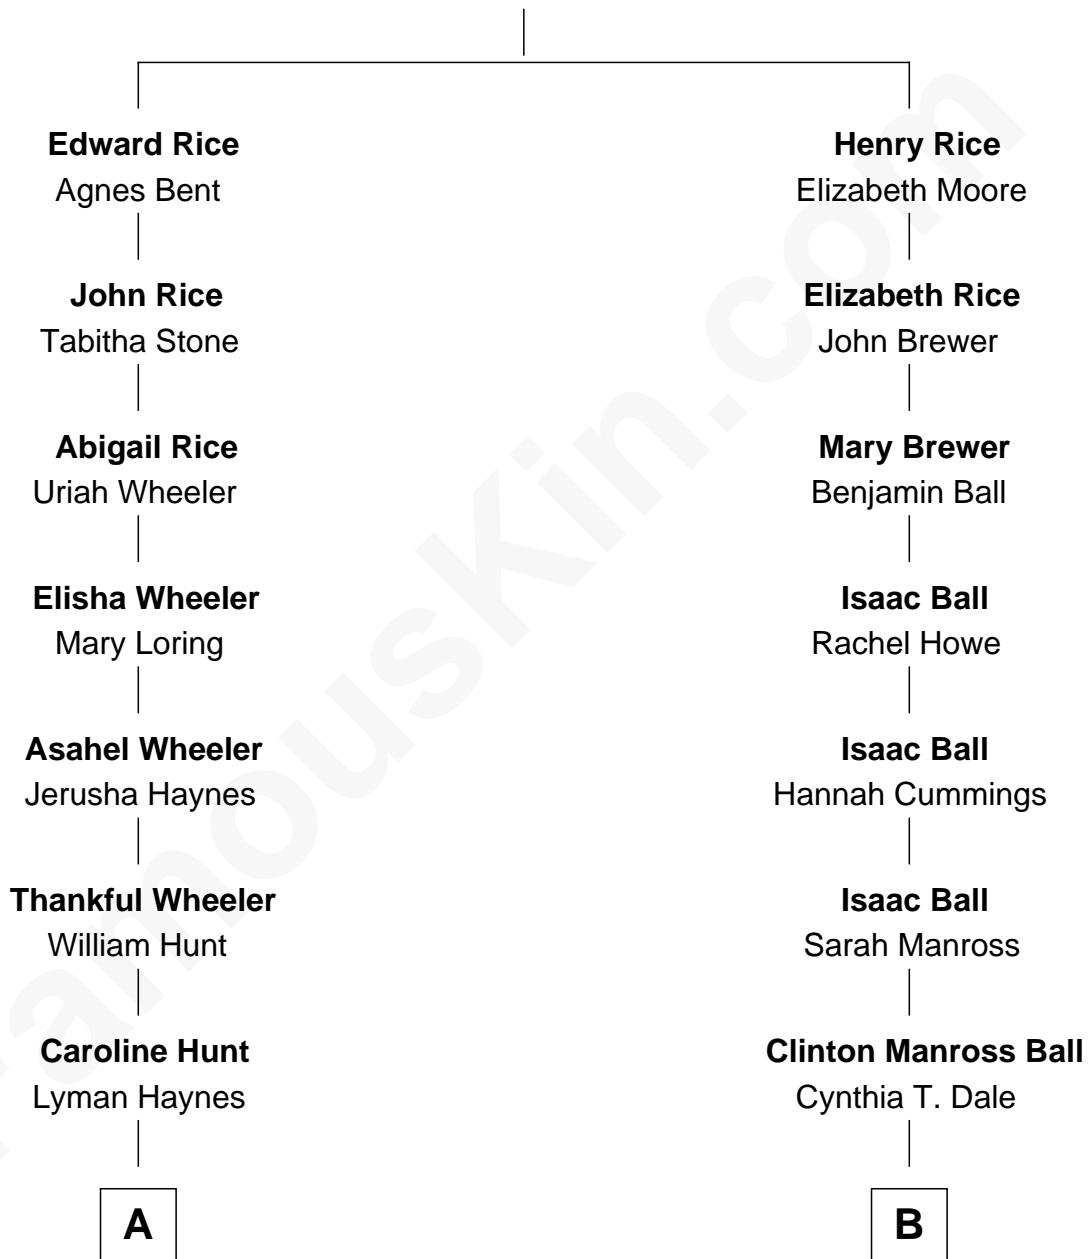 Edward Rice
Agnes Bent
Henry Rice
Elizabeth Moore
John Rice
Tabitha Stone
Elizabeth Rice
John Brewer
Abigail Rice
Uriah Wheeler
Mary Brewer
Benjamin Ball
Elisha Wheeler
Mary Loring
Isaac Ball
Rachel Howe
Asahel Wheeler
Jerusha Haynes
Isaac Ball
Hannah Cummings
Thankful Wheeler
William Hunt
Isaac Ball
Sarah Manross
Caroline Hunt
Lyman Haynes
Clinton Manross Ball
Cynthia T. Dale
A
B
FamousKin.com